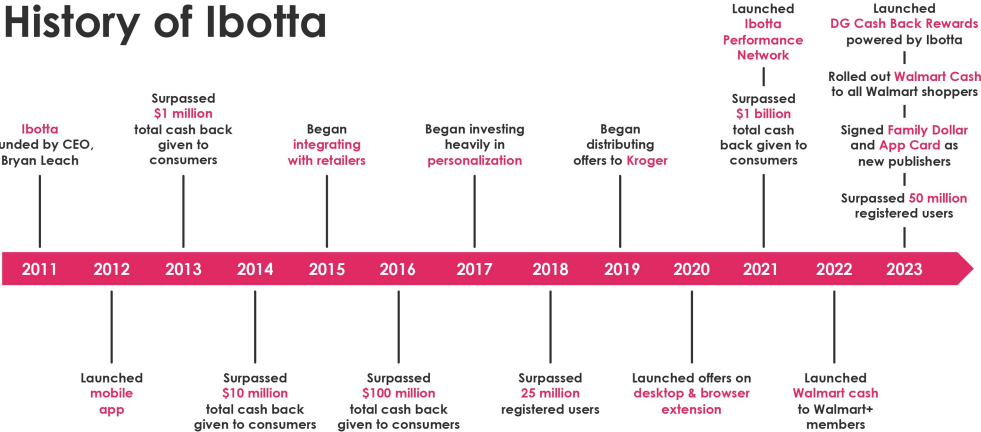 History of Ibotta
Launched
Ibotta
Performance
Network
Launched
DG Cash Back Rewards
powered by Ibotta
Rolled out Walmart Cash
to all Walmart shoppers
Signed Family Dollar
and App Card as
new publishers
Surpassed 50 million
registered users
Ibotta
unded by CEO,
Bryan Leach
Surpassed
$1 million
total cash back
given to
consumers
Began
integrating
with retailers
Began investing
heavily in
personalization
Began
distributing
offers to Kroger
Surpassed
$1 billion
total cash
back given to
consumers
2011 2012 2013 2014 2015 2016 2017 2018 2019 2020 2021 2022 2023
Launched
mobile
app
Surpassed
$10 million
total cash back
given to consumers
Surpassed
$100 million
total cash back
given to consumers
Surpassed
25 million
registered users
Launched offers on
desktop & browser
extension
Launched
Walmart cash
to Walmart+
members